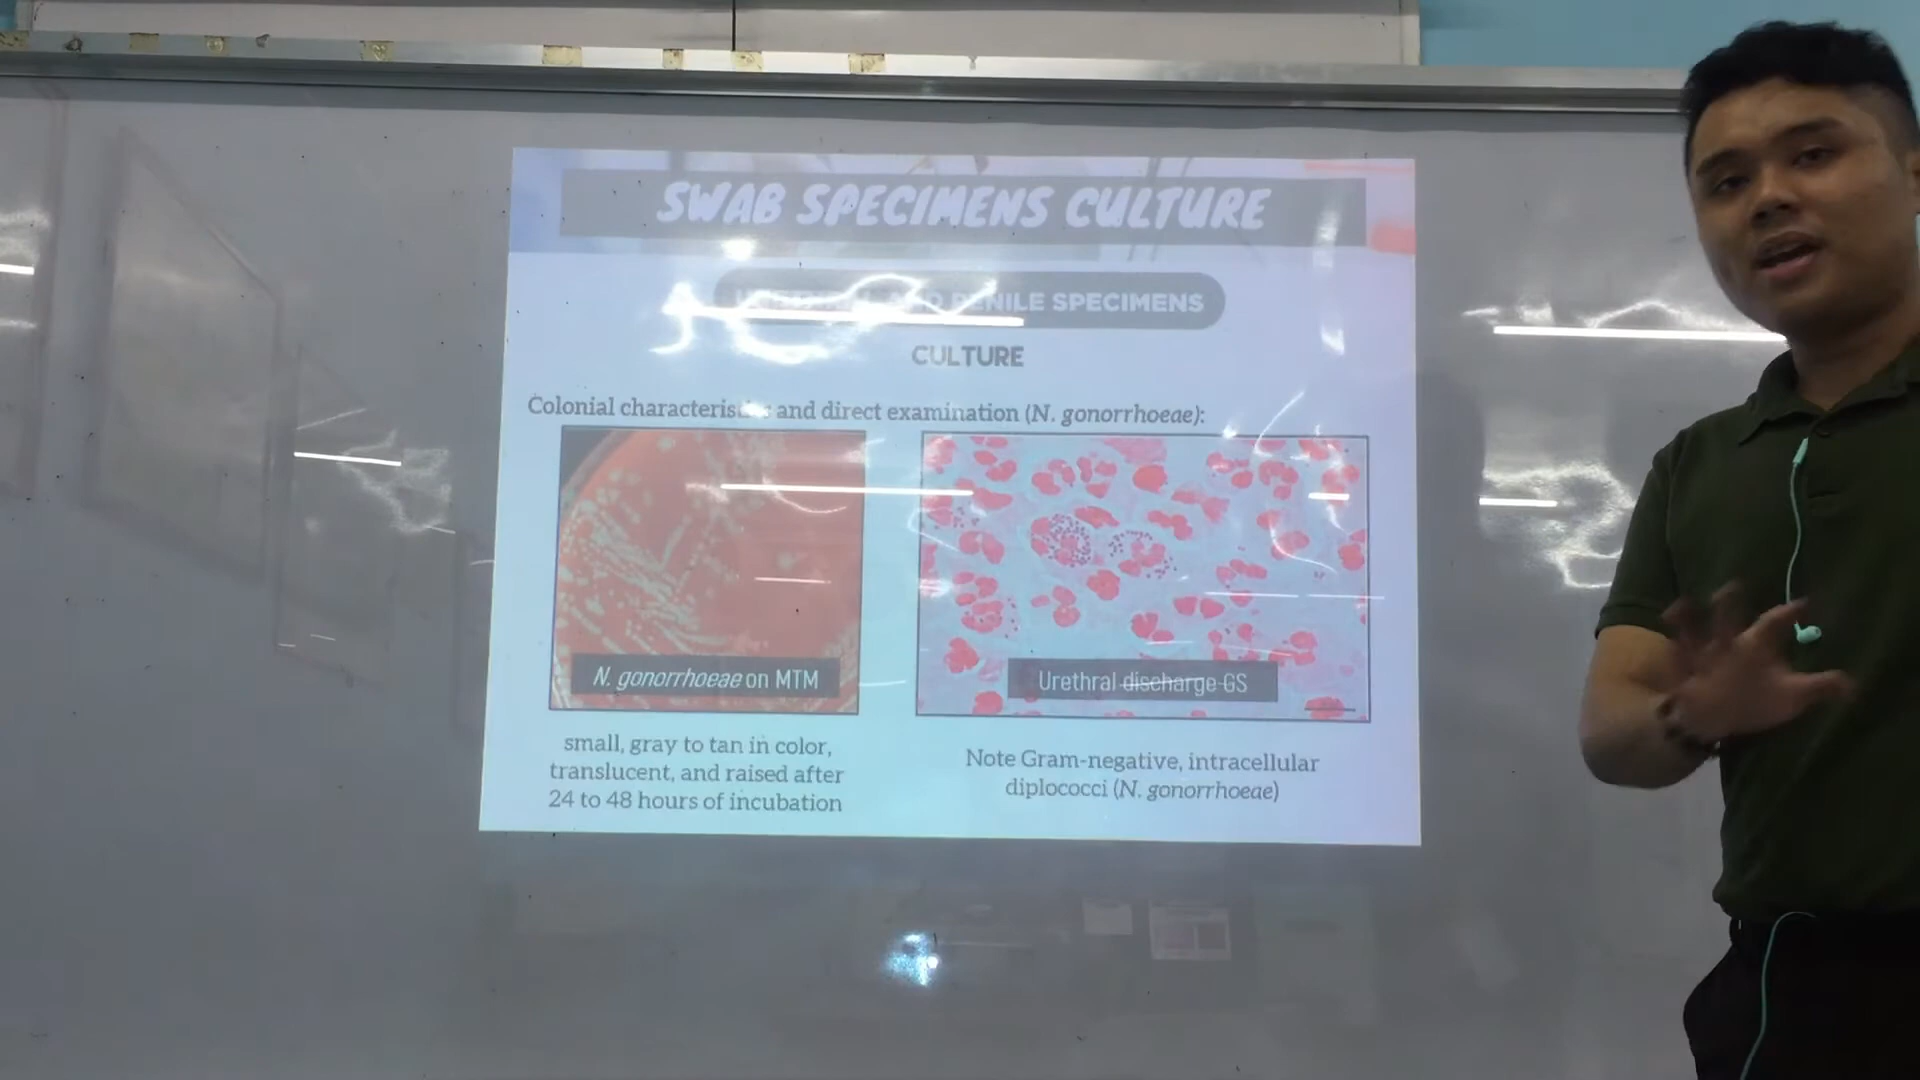 SWAB SPECIMENS CULTURE
AND PENILE SPECIMENS
CULTURE
Colonial characteristics and direct examination (N. gonorrhoeae):
N. gonorrhoeae on MTM
Urethral discharge GS
small, gray to tan in color,
translucent, and raised after
24 to 48 hours of incubation
Note Gram-negative, intracellular
diplococci (N. gonorrhoeae)